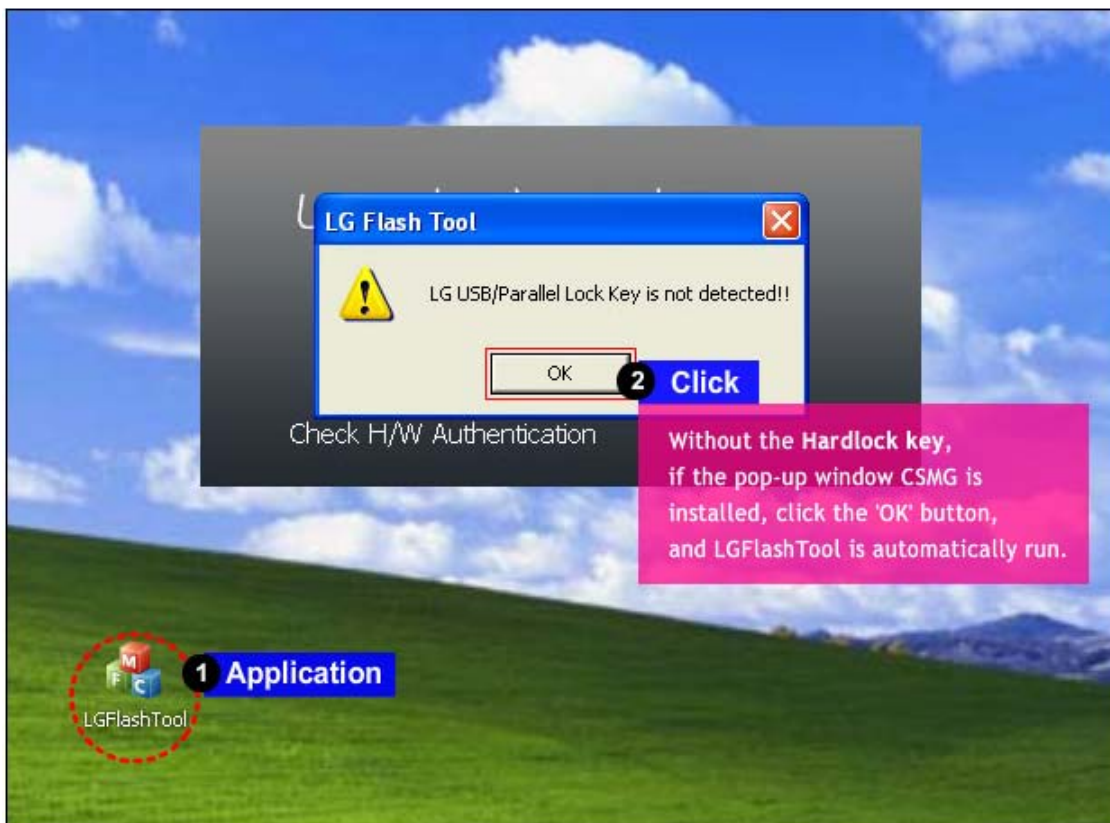 LG Flash Tool
LG USB/Parallel Lock Key is not detected!!
OK
2 Click
Check H/W Authentication
Without the Hardlock key,
if the pop-up window CSMG is
installed, click the 'OK' button,
and LGFlashTool is automatically run.
M
F C
1 Application
LGFlashTool